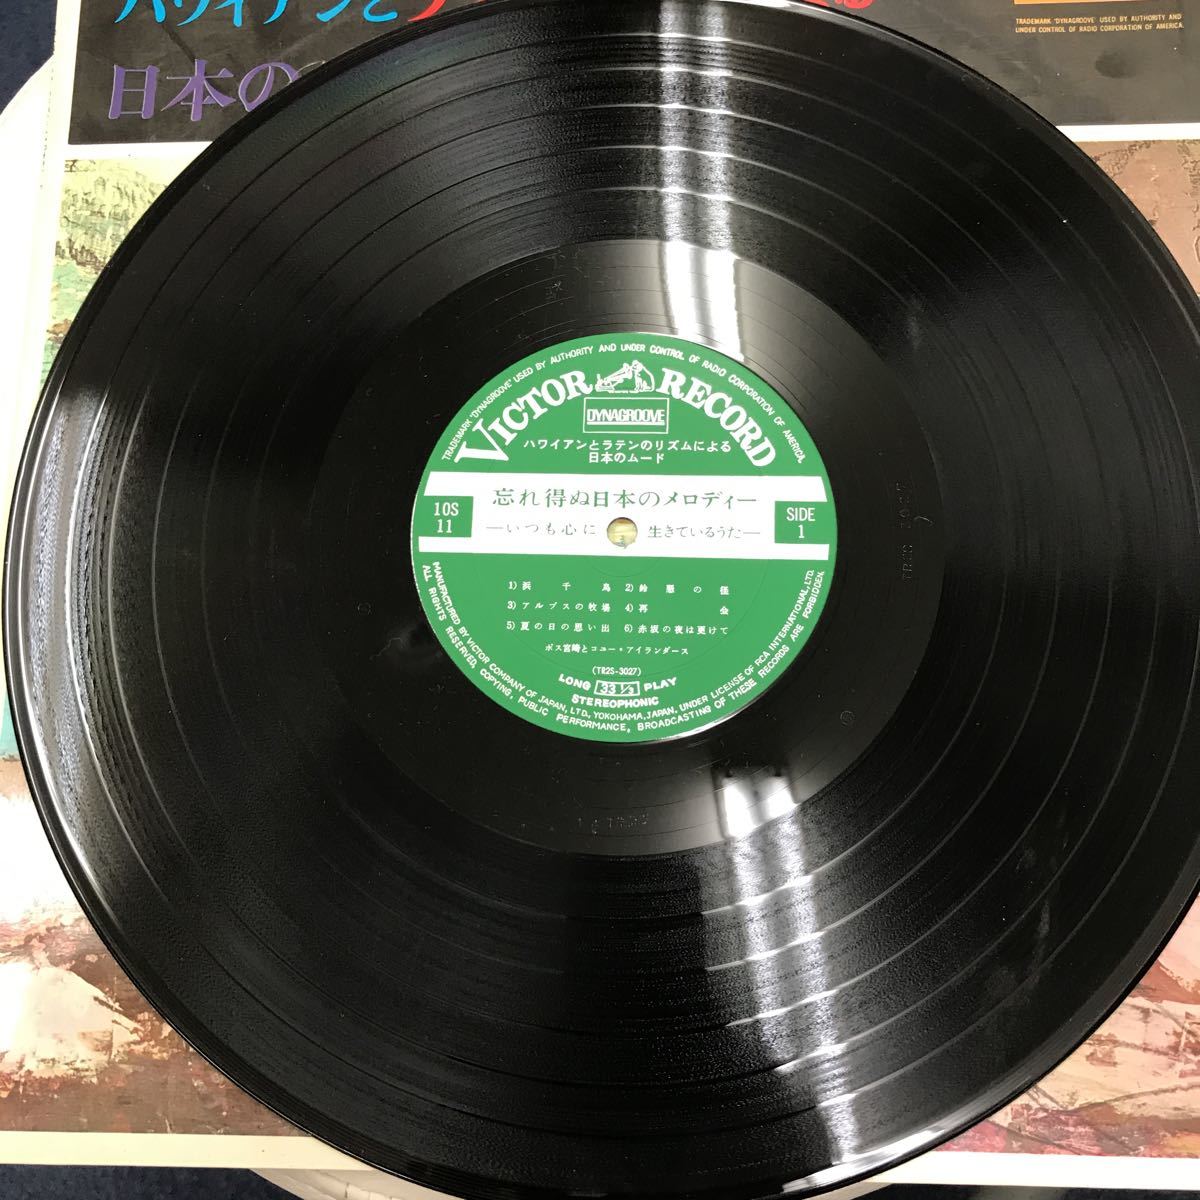 ハワイアンと
日本の
TRADEMARK "DYNAGROOVE" USED BY AUTHORITY AND
UNDER CONTROL OF RADIO CORPORATION OF AMERICA.
TRADEMARK "DYNAGROOVE" USED BY AUTHORITY AND UNDER CONTROL OF RADIO CORPORATION OF AMERICA.
VICTOR RECORD
DYNAGROOVE
ハワイアンとラテンのリズムによる
日本のムード
忘れ得ぬ日本のメロディー
—いつも心に 生きているうた—
10S
11
SIDE
1
1) 浜千鳥 2) 鈴懸の径
3) アルプスの牧場 4) 再会
5) 夏の日の思い出 6) 赤坂の夜は更けて
ポス宮崎とコニー・アイランダース
(TR2S-3027)
LONG 33 1/3 PLAY
STEREOPHONIC
MANUFACTURED BY VICTOR COMPANY OF JAPAN, LTD., YOKOHAMA, JAPAN, UNDER LICENSE OF RCA INTERNATIONAL, LTD.
ALL RIGHTS RESERVED, COPYING, PUBLIC PERFORMANCE, BROADCASTING OF THESE RECORDS ARE FORBIDDEN.